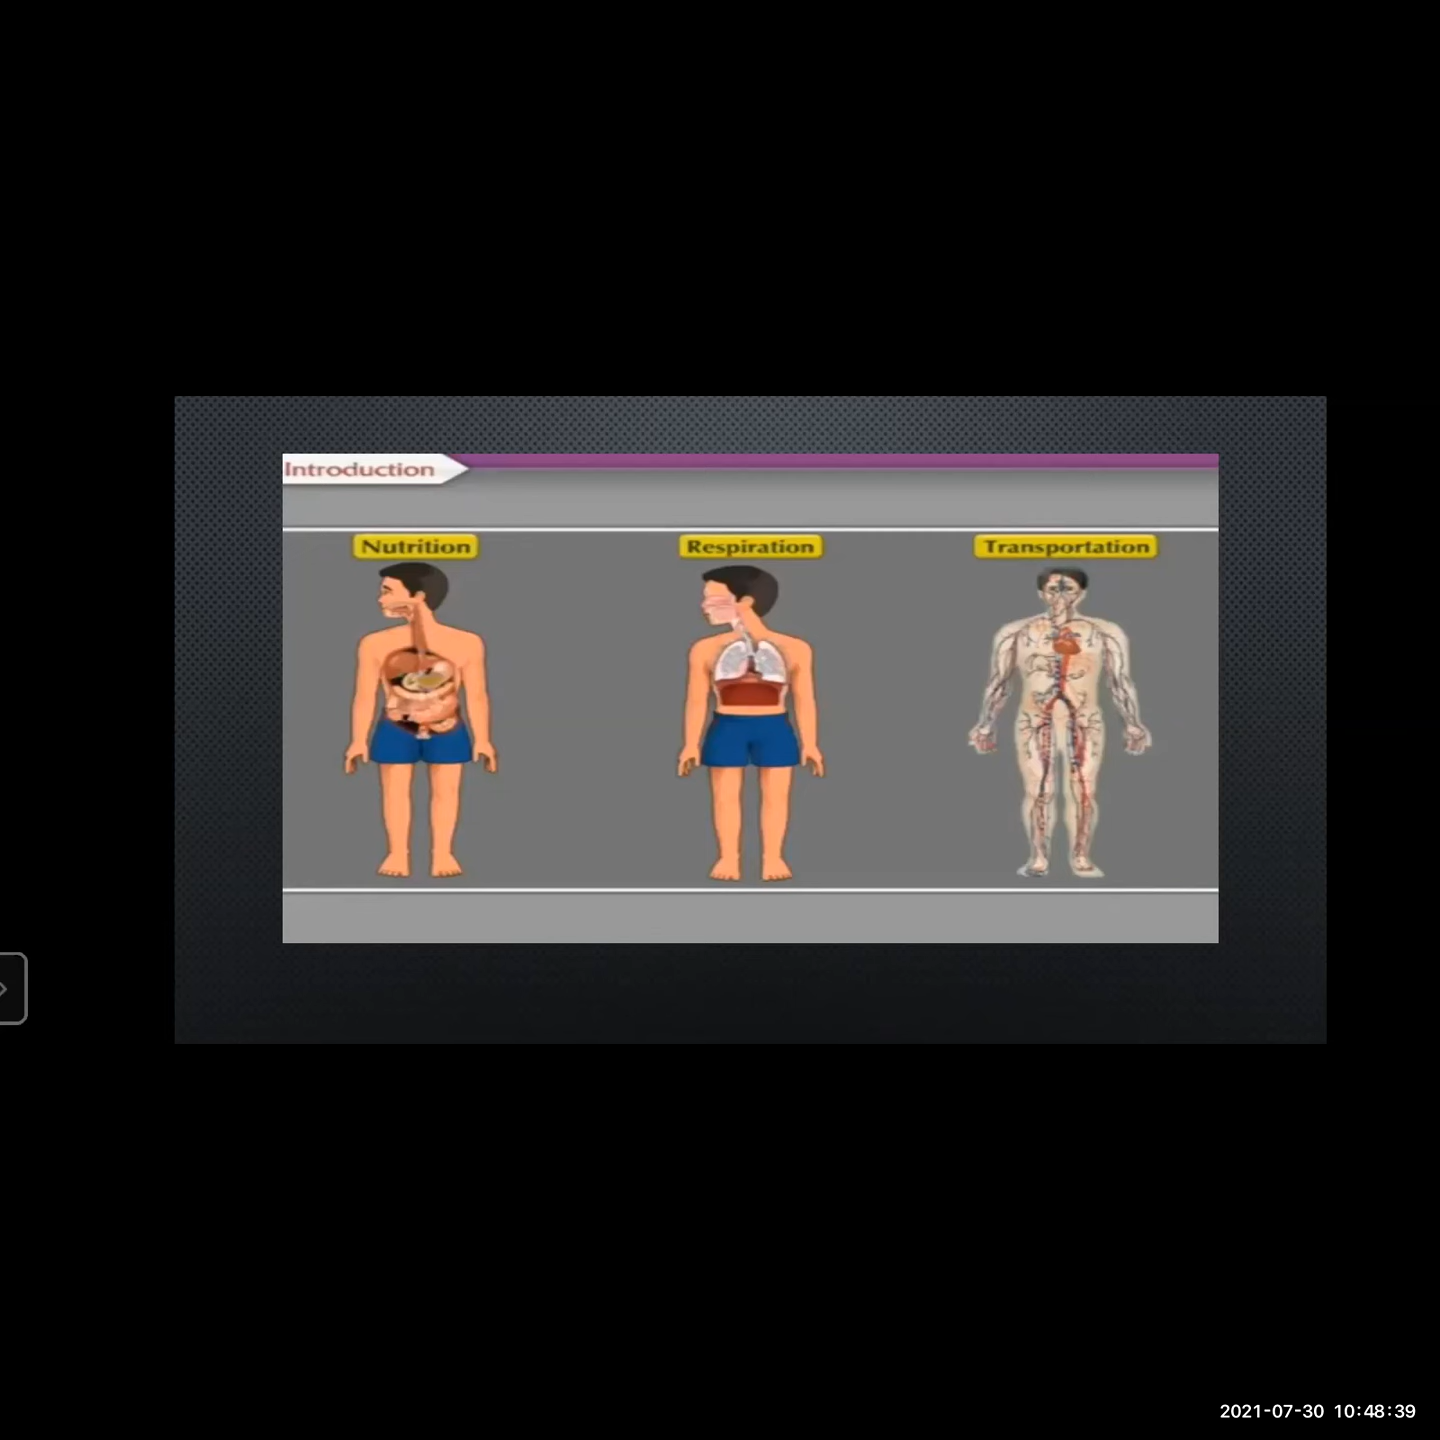 Introduction
Nutrition
Respiration
Transportation
2021-07-30 10:48:39